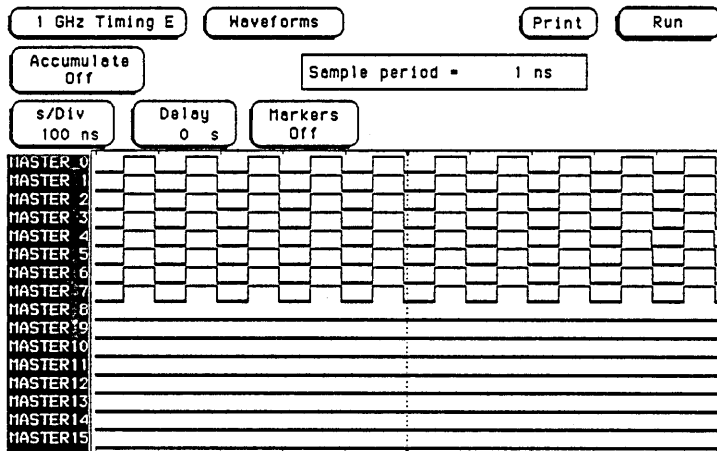 1 GHz Timing E Waveforms Print Run
Accumulate
Off
Sample period = 1 ns
s/Div
100 ns
Delay
0 s
Markers
Off
MASTER 0
MASTER 1
MASTER 2
MASTER 3
MASTER 4
MASTER 5
MASTER 6
MASTER 7
MASTER 8
MASTER 9
MASTER10
MASTER11
MASTER12
MASTER13
MASTER14
MASTER15